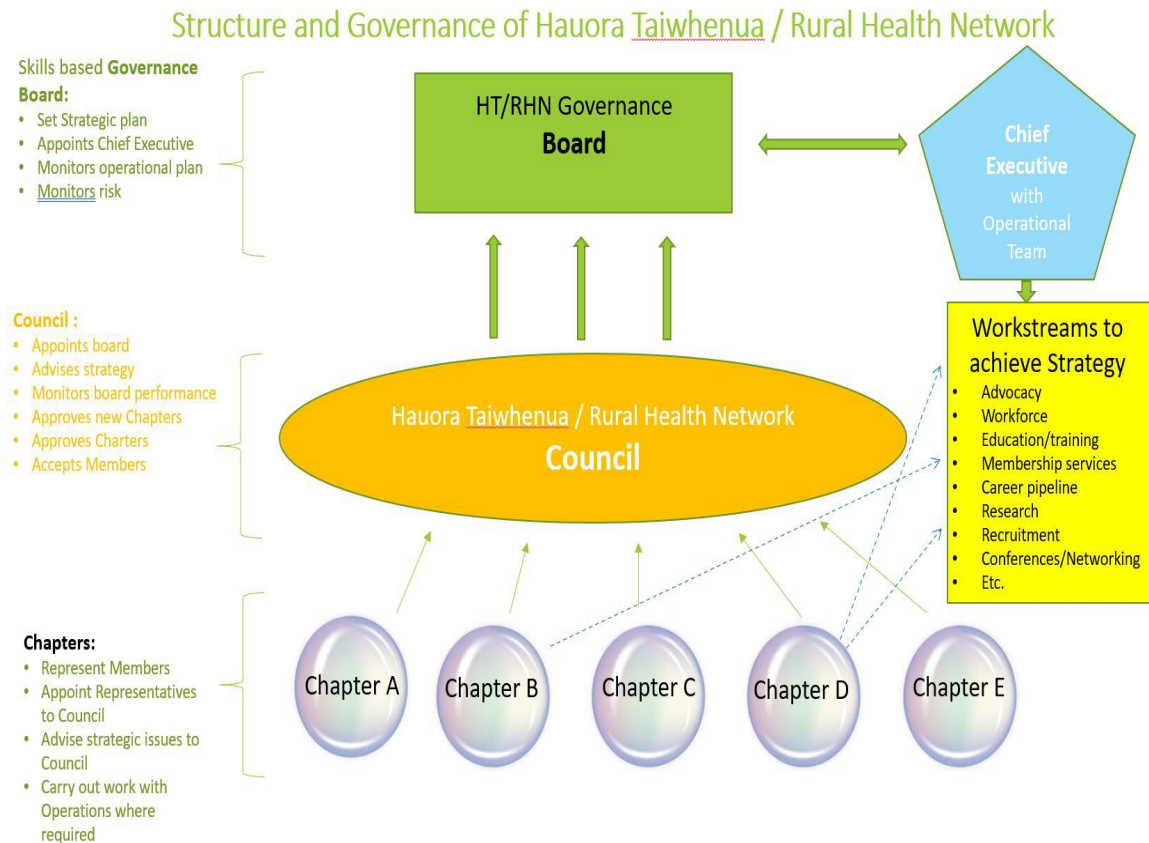 Structure and Governance of Hauora Taiwhenua / Rural Health Network
Skills based Governance
Board:
• Set Strategic plan
• Appoints Chief Executive
• Monitors operational plan
• Monitors risk
HT/RHN Governance
Board
Chief
Executive
with
Operational
Team
Council :
• Appoints board
• Advises strategy
• Monitors board performance
• Approves new Chapters
• Approves Charters
• Accepts Members
Hauora Taiwhenua / Rural Health Network
Council
Workstreams to
achieve Strategy
• Advocacy
• Workforce
• Education/training
• Membership services
• Career pipeline
• Research
• Recruitment
• Conferences/Networking
• Etc.
Chapters:
• Represent Members
• Appoint Representatives
to Council
• Advise strategic issues to
Council
• Carry out work with
Operations where
required
Chapter A
Chapter B
Chapter C
Chapter D
Chapter E